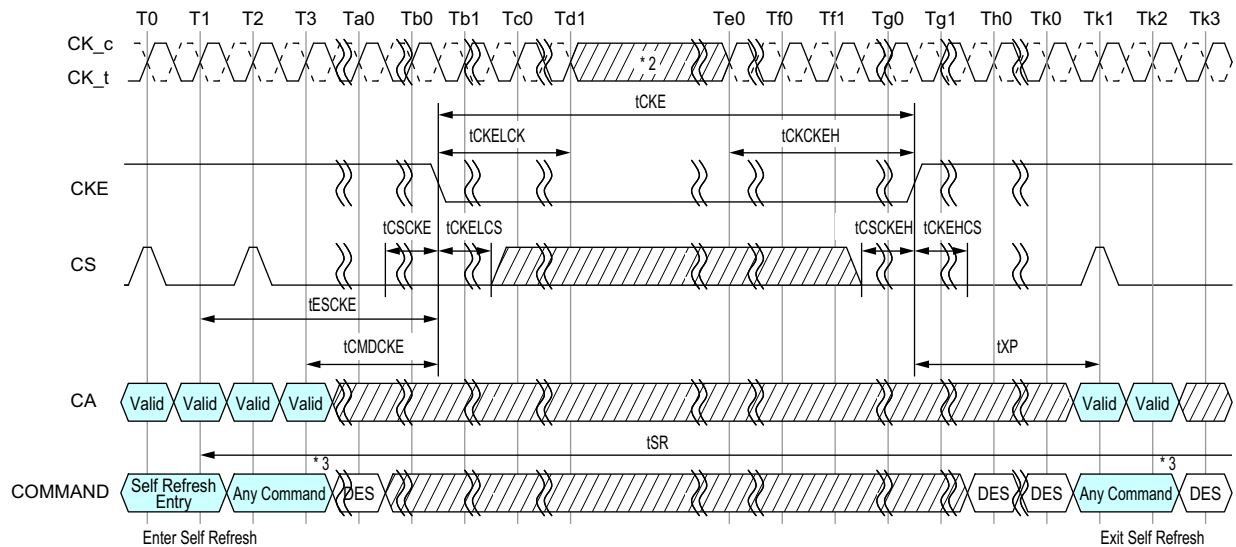 T0 T1 T2 T3 Ta0 Tb0 Tb1 Tc0 Td1 Te0 Tf0 Tf1 Tg0 Tg1 Th0 Tk0 Tk1 Tk2 Tk3
CK_c
* 2
CK_t
tCKE
tCKELCK tCKCKEH
CKE
tCSCKE tCKELCS tCSCKEH tCKEHCS
CS
tESCKE
tCMDCKE tXP
CA Valid Valid Valid Valid Valid Valid
tSR
* 3 * 3
COMMAND Self Refresh Entry Any Command DES DES DES Any Command DES
Enter Self Refresh Exit Self Refresh